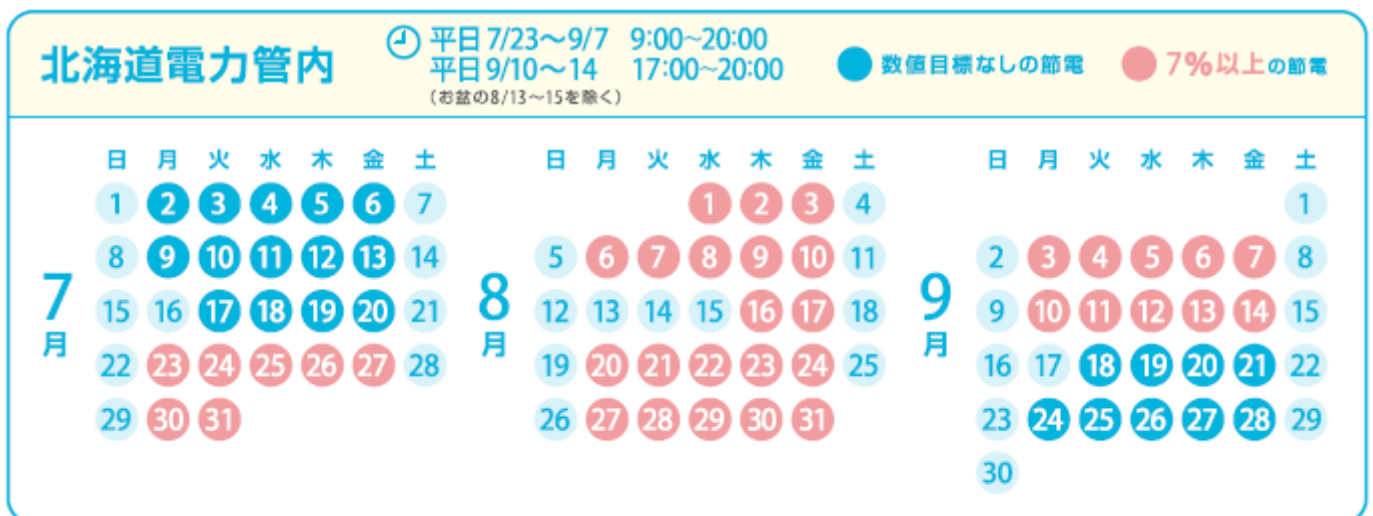 北海道電力管内
平日7/23～9/7 9:00~20:00
平日9/10～14 17:00~20:00
(お盆の8/13～15を除く)
数値目標なしの節電
7%以上の節電
7月
日 月 火 水 木 金 土
1 2 3 4 5 6 7
8 9 10 11 12 13 14
15 16 17 18 19 20 21
22 23 24 25 26 27 28
29 30 31
8月
日 月 火 水 木 金 土
1 2 3 4
5 6 7 8 9 10 11
12 13 14 15 16 17 18
19 20 21 22 23 24 25
26 27 28 29 30 31
9月
日 月 火 水 木 金 土
1
2 3 4 5 6 7 8
9 10 11 12 13 14 15
16 17 18 19 20 21 22
23 24 25 26 27 28 29
30